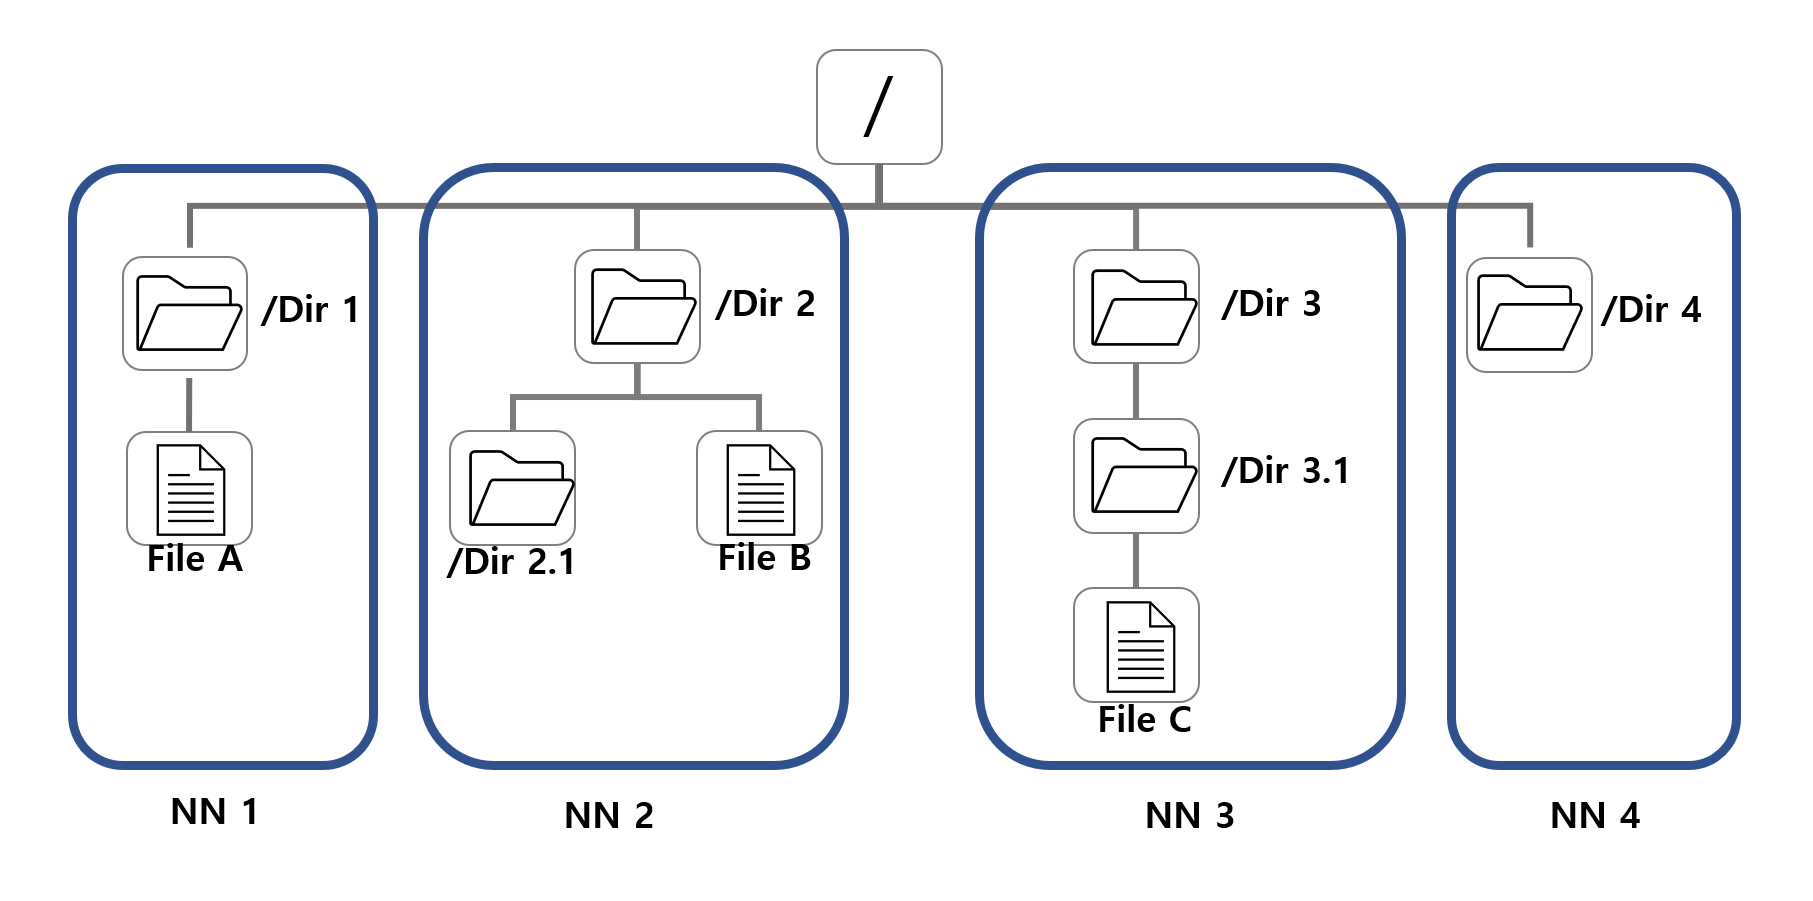 /
/Dir 1
/Dir 2
/Dir 3
/Dir 4
/Dir 3.1
File A
/Dir 2.1
File B
File C
NN 1
NN 2
NN 3
NN 4